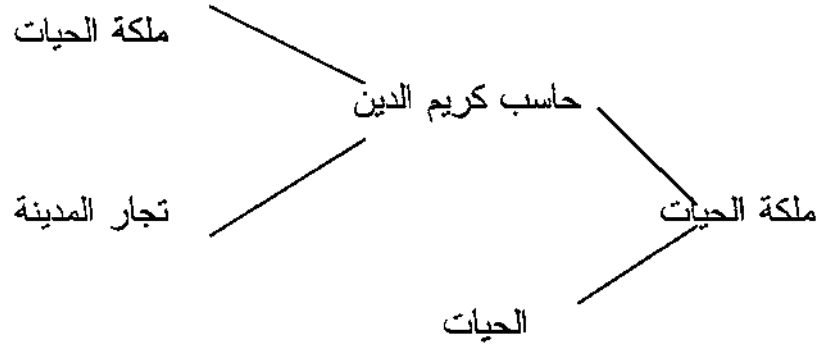 ملكة الحيات
حاسب كريم الدين
ملكة الحيات
تجار المدينة
الحيات